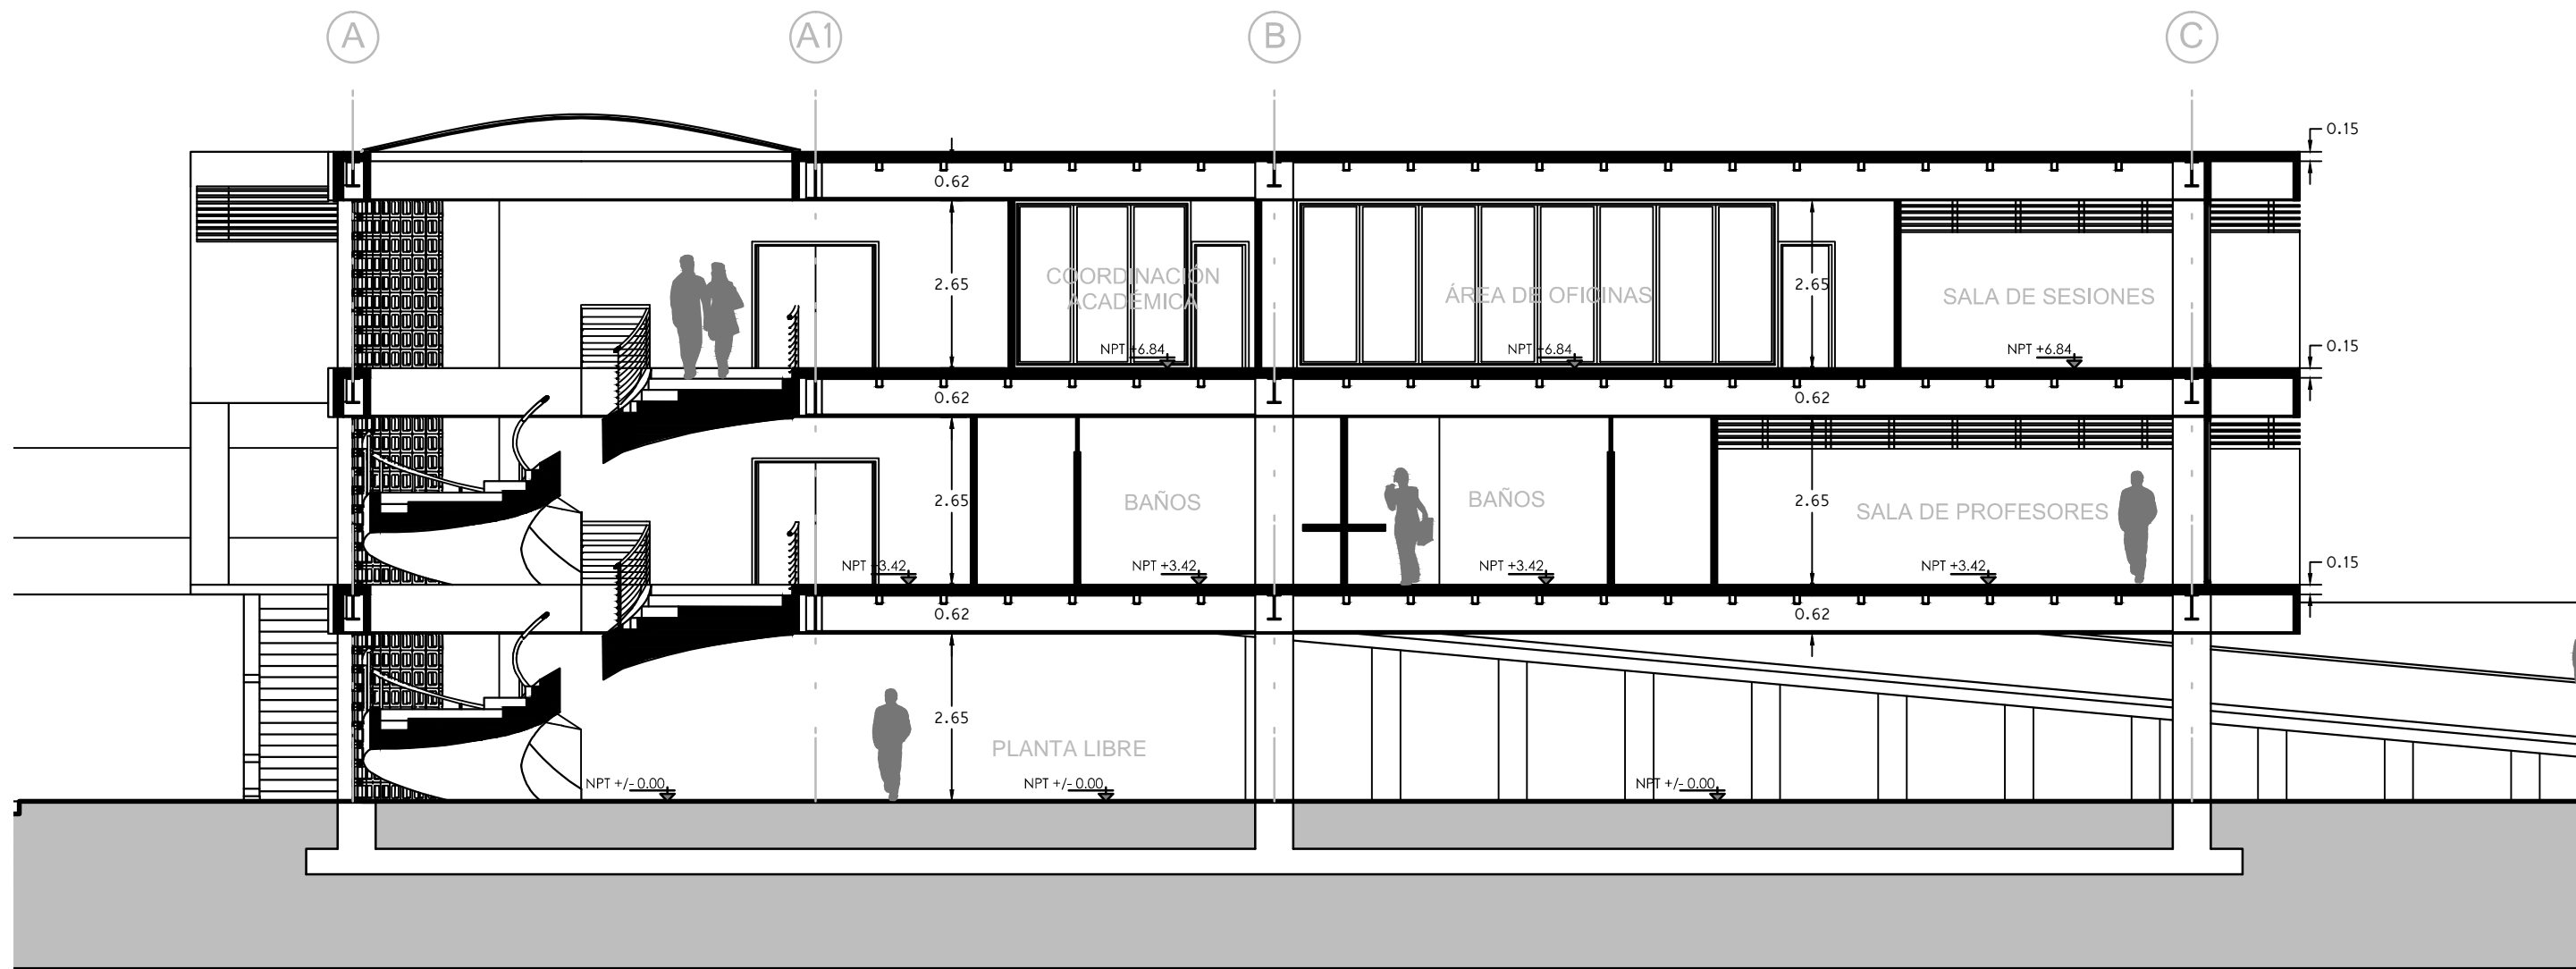 A
A1
B
C
0.15
0.62
COORDINACIÓN
ACADÉMICA
2.65
ÁREA DE OFICINAS
2.65
SALA DE SESIONES
NPT +6.84
NPT +6.84
NPT +6.84
0.15
0.62
0.62
BAÑOS
2.65
BAÑOS
2.65
SALA DE PROFESORES
NPT +3.42
NPT +3.42
NPT +3.42
NPT +3.42
0.15
0.62
0.62
2.65
PLANTA LIBRE
NPT +/- 0.00
NPT +/- 0.00
NPT +/- 0.00